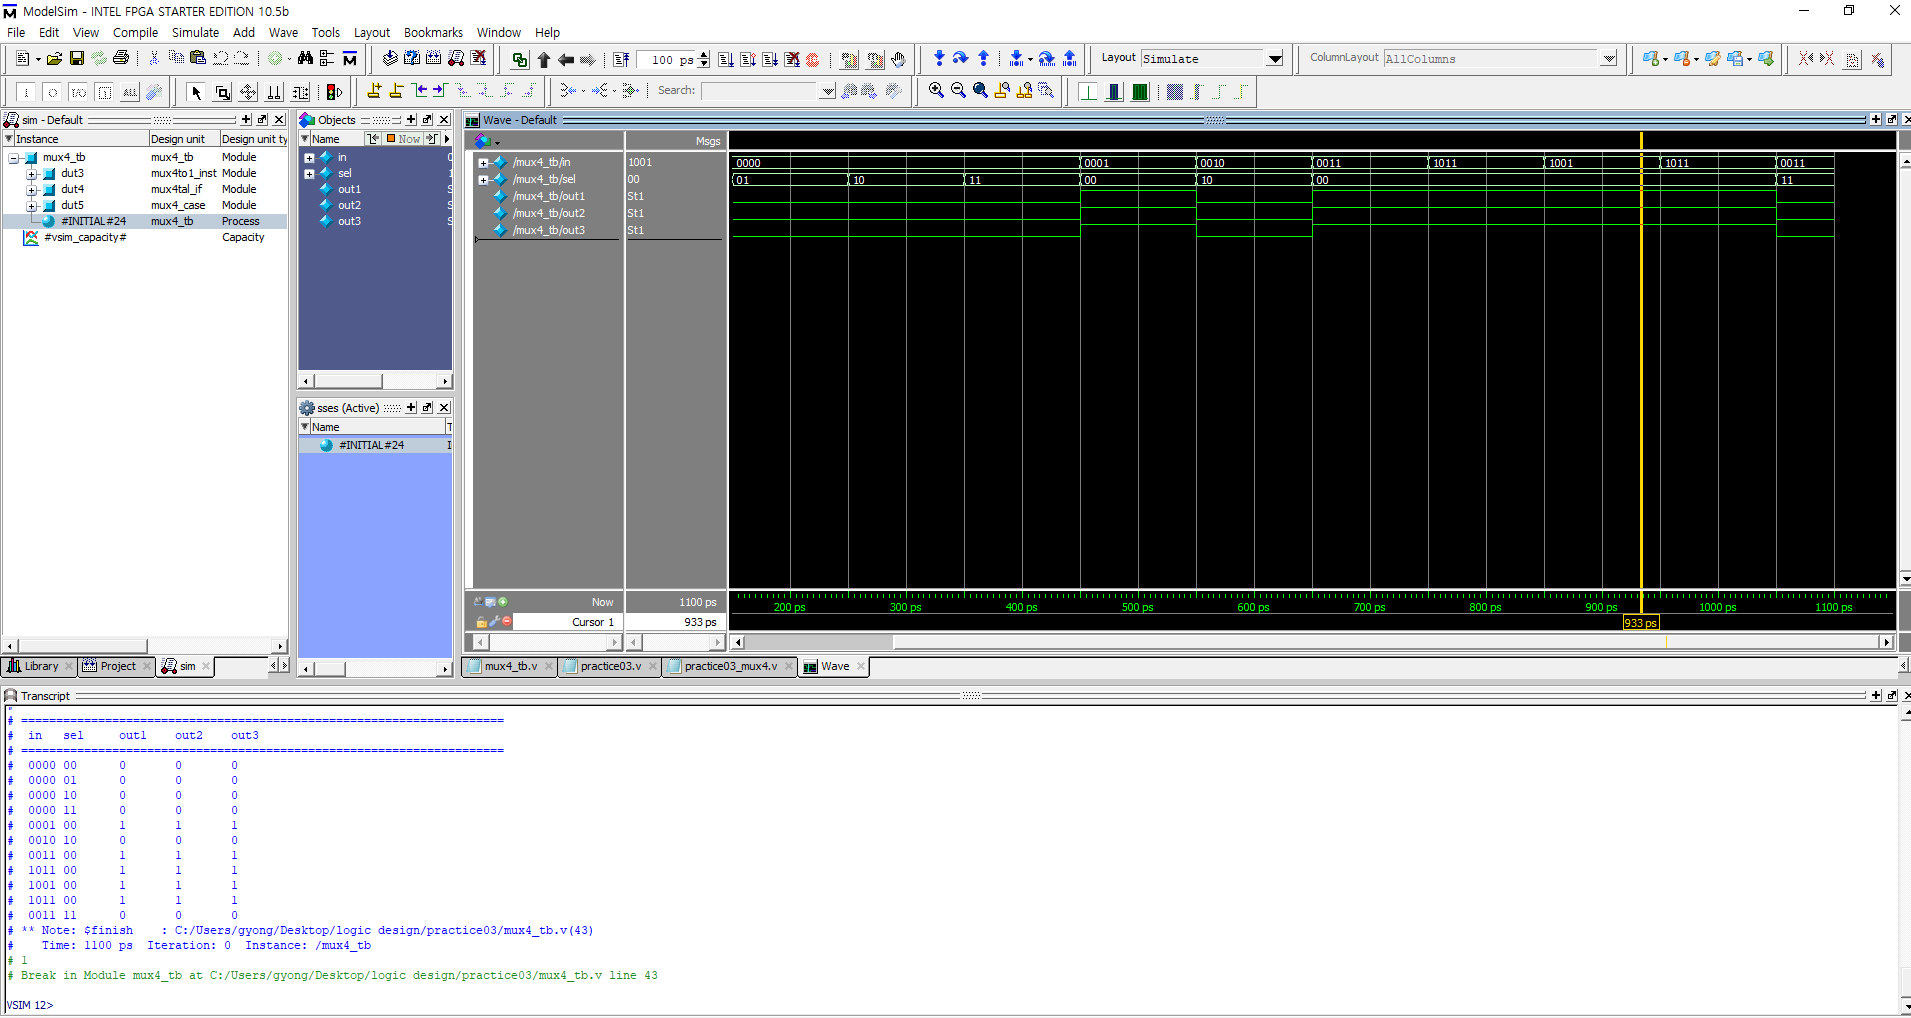 ModelSim - INTEL FPGA STARTER EDITION 10.5b
File Edit View Compile Simulate Add Wave Tools Layout Bookmarks Window Help
100 ps Layout Simulate ColumnLayout AllColumns
ALL Search:
sim - Default
Instance Design unit Design unit ty
mux4_tb mux4_tb Module
dut3 mux4to1_inst Module
dut4 mux4tal_if Module
dut5 mux4_case Module
#INITIAL#24 mux4_tb Process
#vsim_capacity# Capacity
Library Project sim
Objects
Name Now
in
sel
out1
out2
out3
sses (Active)
Name
#INITIAL#24
Wave - Default
Msgs
/mux4_tb/in 1001 0000 0001 0010 0011 1011 1001 1011 0011
/mux4_tb/sel 00 01 10 11 00 10 00 11
/mux4_tb/out1 St1
/mux4_tb/out2 St1
/mux4_tb/out3 St1
Now 1100 ps 200 ps 300 ps 400 ps 500 ps 600 ps 700 ps 800 ps 900 ps 1000 ps 1100 ps
Cursor 1 933 ps 933 ps
mux4_tb.v practice03.v practice03_mux4.v Wave
Transcript
# =====================================================================
# in sel out1 out2 out3
# =====================================================================
# 0000 00 0 0 0
# 0000 01 0 0 0
# 0000 10 0 0 0
# 0000 11 0 0 0
# 0001 00 1 1 1
# 0010 10 0 0 0
# 0011 00 1 1 1
# 1011 00 1 1 1
# 1001 00 1 1 1
# 1011 00 1 1 1
# 0011 11 0 0 0
# ** Note: $finish : C:/Users/gyong/Desktop/logic design/practice03/mux4_tb.v(43)
# Time: 1100 ps Iteration: 0 Instance: /mux4_tb
# 1
# Break in Module mux4_tb at C:/Users/gyong/Desktop/logic design/practice03/mux4_tb.v line 43
VSIM 12>